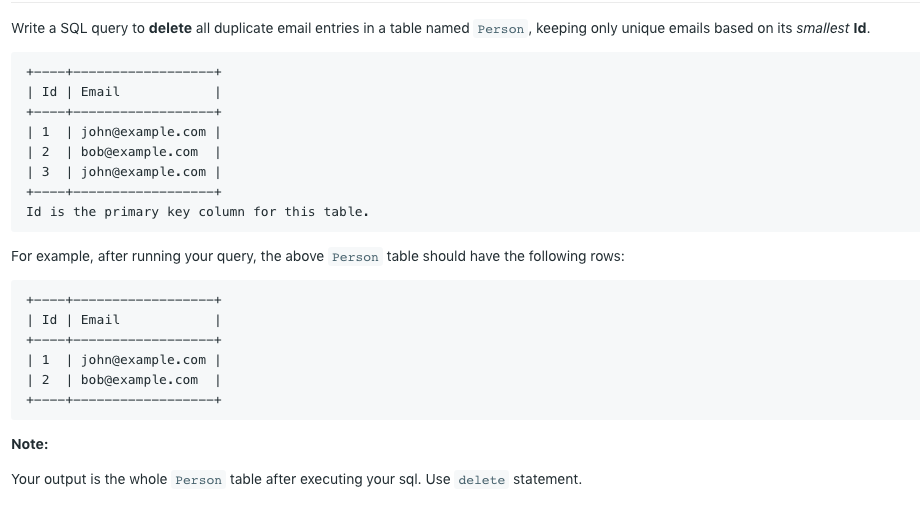 Write a SQL query to delete all duplicate email entries in a table named Person , keeping only unique emails based on its smallest Id.
+----+------------------+
| Id | Email            |
+----+------------------+
| 1  | john@example.com |
| 2  | bob@example.com  |
| 3  | john@example.com |
+----+------------------+
Id is the primary key column for this table.
For example, after running your query, the above Person table should have the following rows:
+----+------------------+
| Id | Email            |
+----+------------------+
| 1  | john@example.com |
| 2  | bob@example.com  |
+----+------------------+
Note:
Your output is the whole Person table after executing your sql. Use delete statement.